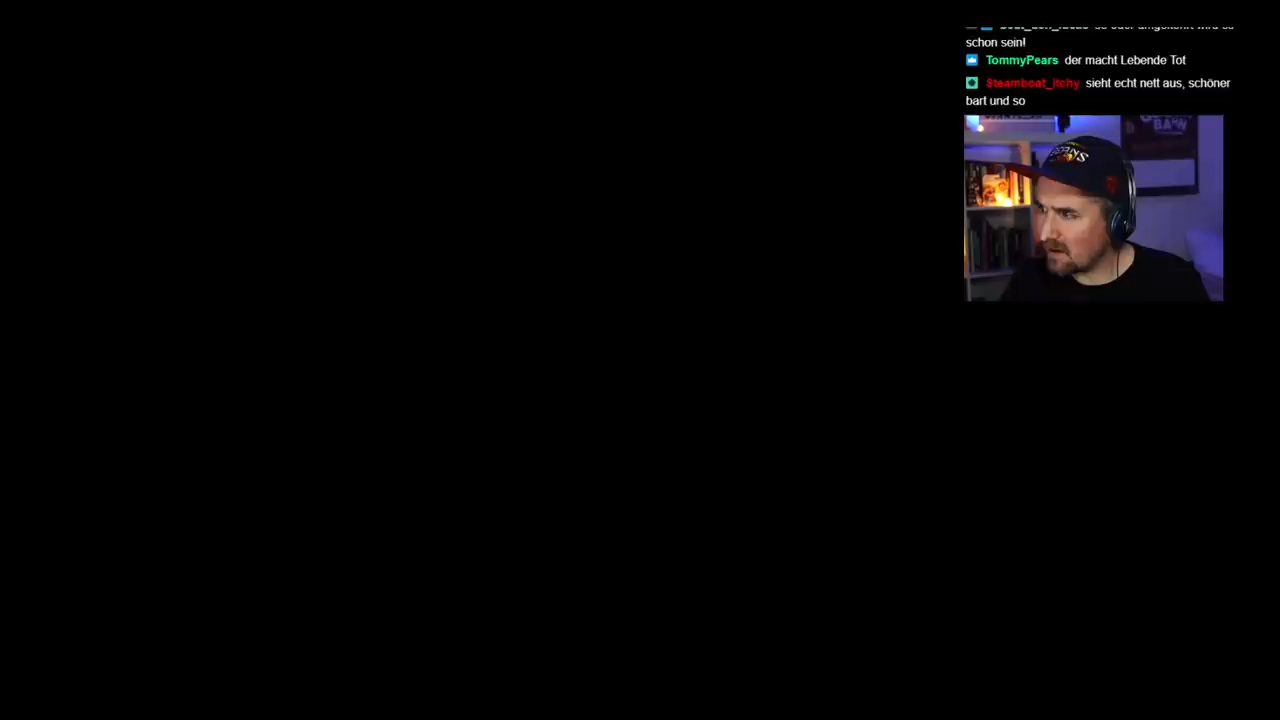 schon sein!
TommyPears der macht Lebende Tot
Steamboat_Itchy sieht echt nett aus, schöner
bart und so